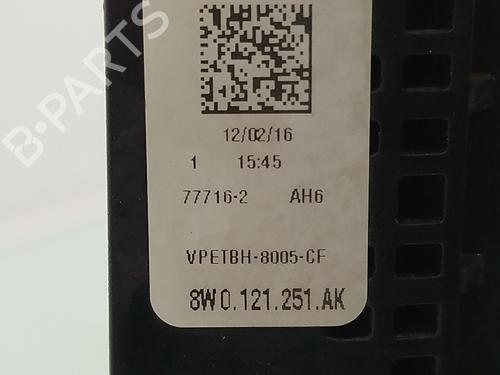 B-PARTS
12/02/16
1 15:45
77716-2 AH6
VPETBH-8005-CF
8W0.121.251.AK